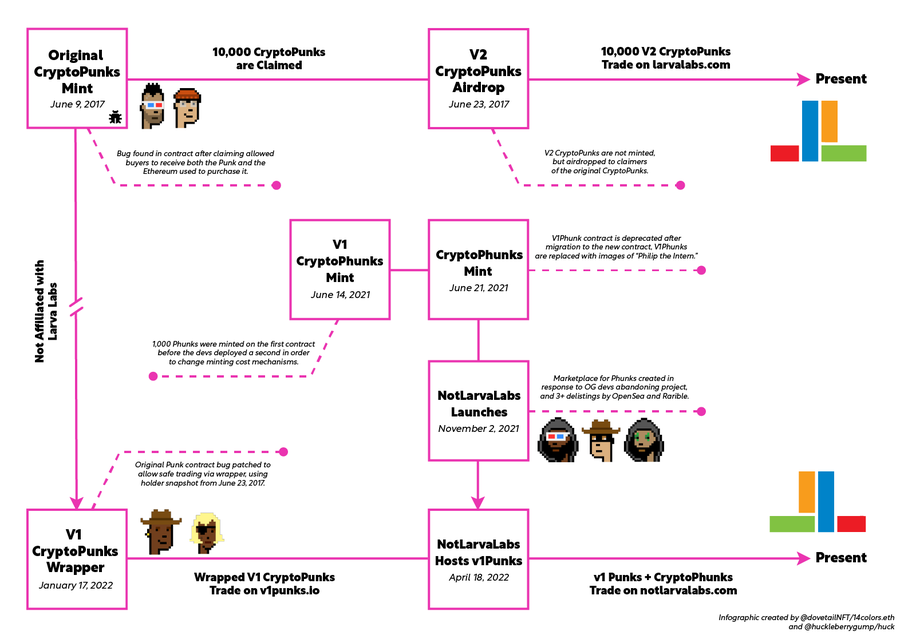 Original
CryptoPunks
Mint
June 9, 2017
10,000 CryptoPunks
are Claimed
V2
CryptoPunks
Airdrop
June 23, 2017
10,000 V2 CryptoPunks
Trade on larvalabs.com
Present
Bug found in contract after claiming allowed
buyers to receive both the Punk and the
Ethereum used to purchase it.
V2 CryptoPunks are not minted,
but airdropped to claimers
of the original CryptoPunks.
Not Affiliated with
Larva Labs
V1
CryptoPhunks
Mint
June 14, 2021
CryptoPhunks
Mint
June 21, 2021
V1Phunk contract is deprecated after
migration to the new contract, V1Phunks
are replaced with images of "Philip the Intern."
1,000 Phunks were minted on the first contract
before the devs deployed a second in order
to change minting cost mechanisms.
NotLarvaLabs
Launches
November 2, 2021
Marketplace for Phunks created in
response to OG devs abandoning project,
and 3+ delistings by OpenSea and Rarible.
Original Punk contract bug patched to
allow safe trading via wrapper, using
holder snapshot from June 23, 2017.
V1
CryptoPunks
Wrapper
January 17, 2022
Wrapped V1 CryptoPunks
Trade on v1punks.io
NotLarvaLabs
Hosts v1Punks
April 18, 2022
v1 Punks + CryptoPhunks
Trade on notlarvalabs.com
Present
Infographic created by @dovetailNFT/14colors.eth
and @huckleberrygump/huck